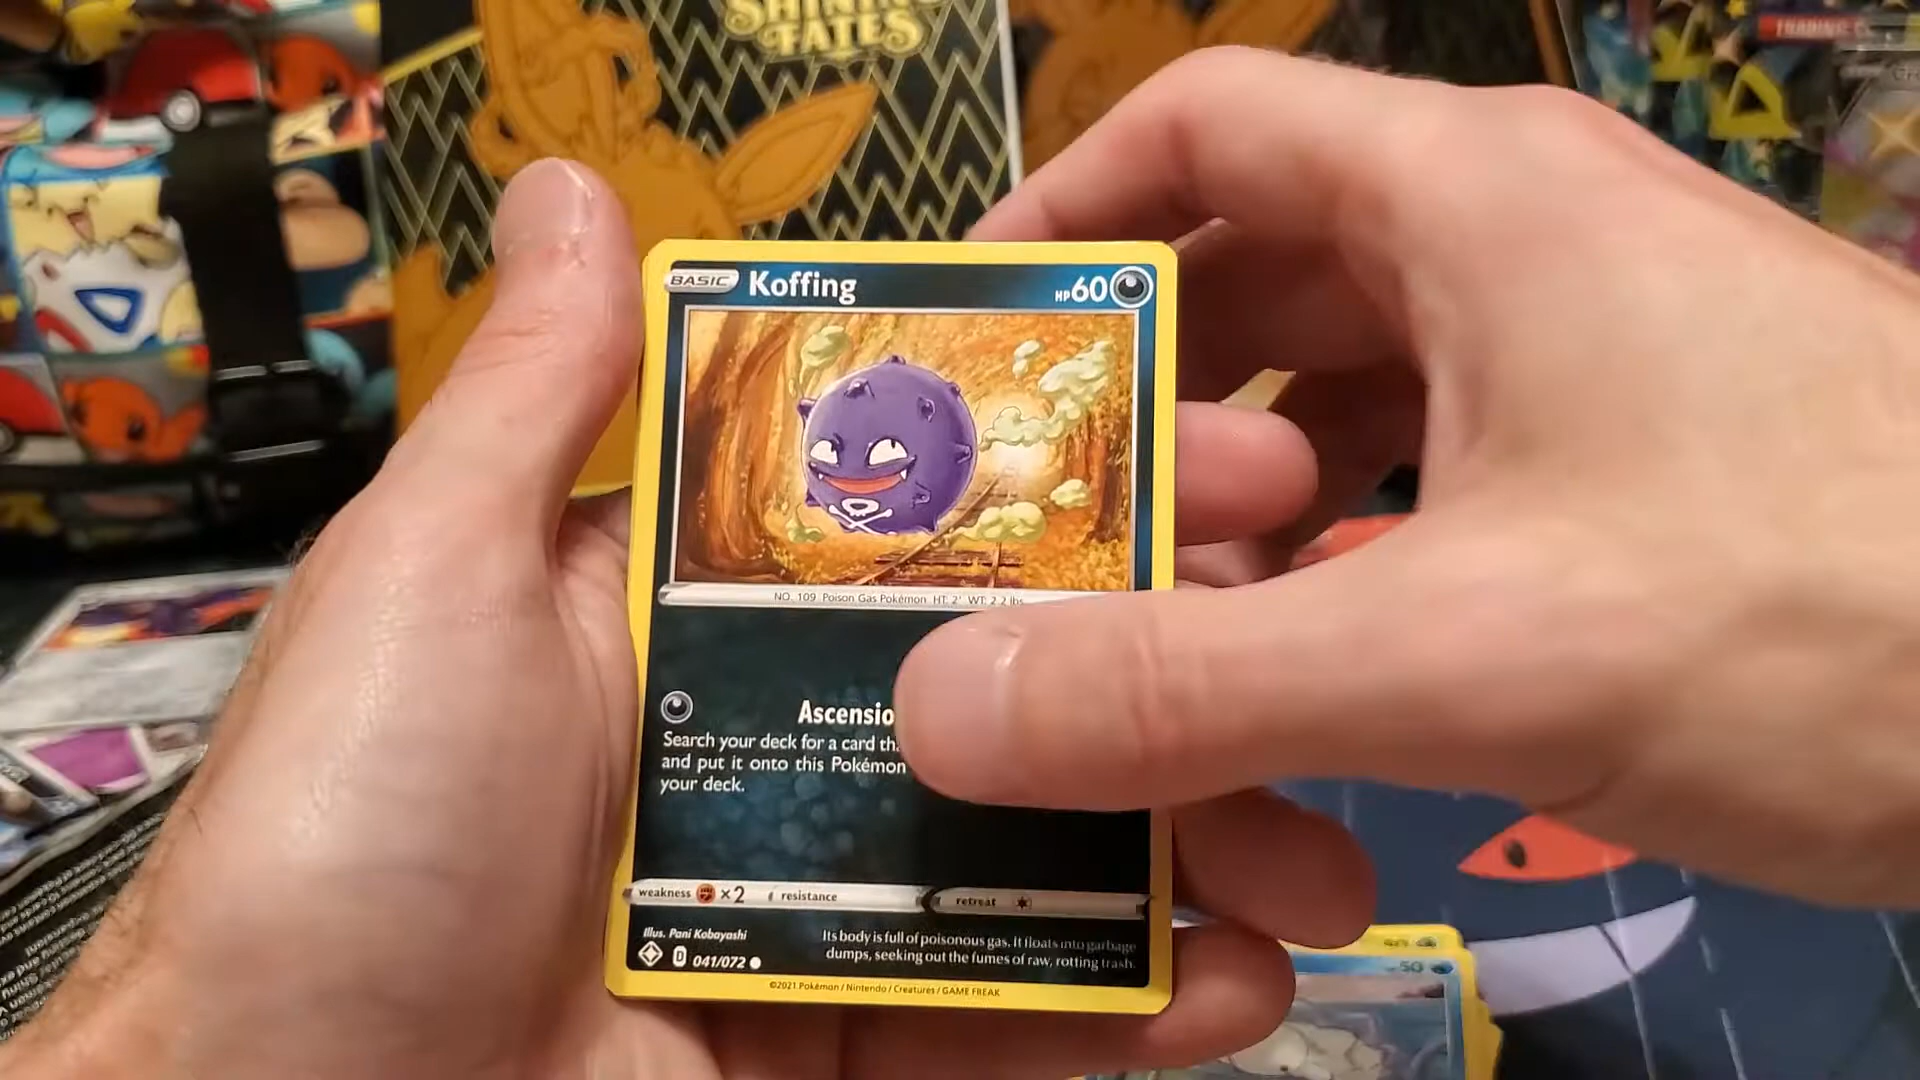 SHINING
FATES
TRADING
BASIC Koffing HP60
NO. 109 Poison Gas Pokémon HT: 2' WT: 2.2 lbs
Ascensio
Search your deck for a card tha
and put it onto this Pokémon
your deck.
weakness ×2 resistance retreat
Illus. Pani Kobayashi
Its body is full of poisonous gas. It floats into garbage
dumps, seeking out the fumes of raw, rotting trash.
D 041/072
©2021 Pokémon / Nintendo / Creatures / GAME FREAK
50